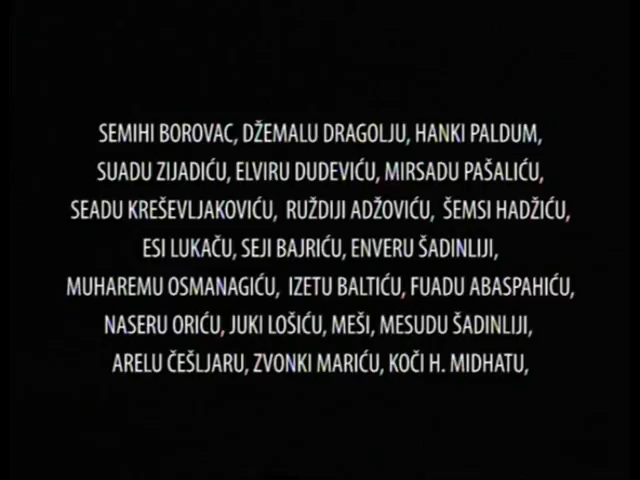 SEMIHI BOROVAC, DŽEMALU DRAGOLJU, HANKI PALDUM,
SUADU ZIJADIĆU, ELVIRU DUDEVIĆU, MIRSADU PAŠALIĆU,
SEADU KREŠEVLJAKOVIĆU, RUŽDIJI ADŽOVIĆU, ŠEMSI HADŽIĆU,
ESI LUKAČU, SEJI BAJRIĆU, ENVERU ŠADINLIJI,
MUHAREMU OSMANAGIĆU, IZETU BALTIĆU, FUADU ABASPAHIĆU,
NASERU ORIĆU, JUKI LOŠIĆU, MEŠI, MESUDU ŠADINLIJI,
ARELU ČEŠLJARU, ZVONKI MARIĆU, KOČI H. MIDHATU,